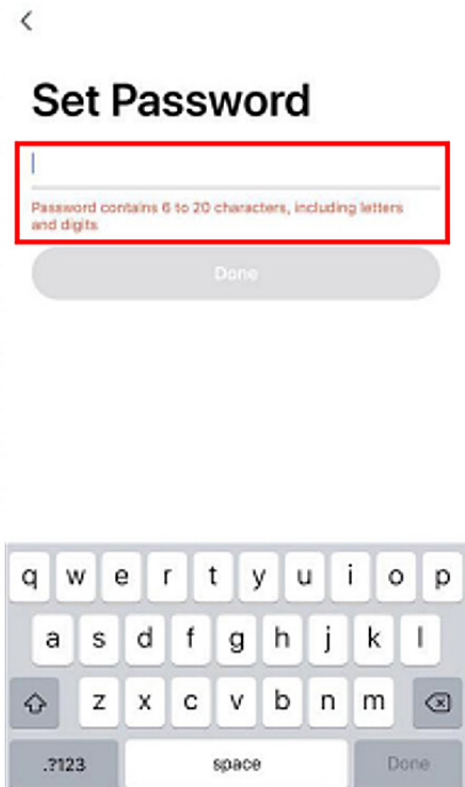 Set Password
Password contains 6 to 20 characters, including letters
and digits
Done
q w e r t y u i o p
a s d f g h j k l
z x c v b n m
.?123 space Done